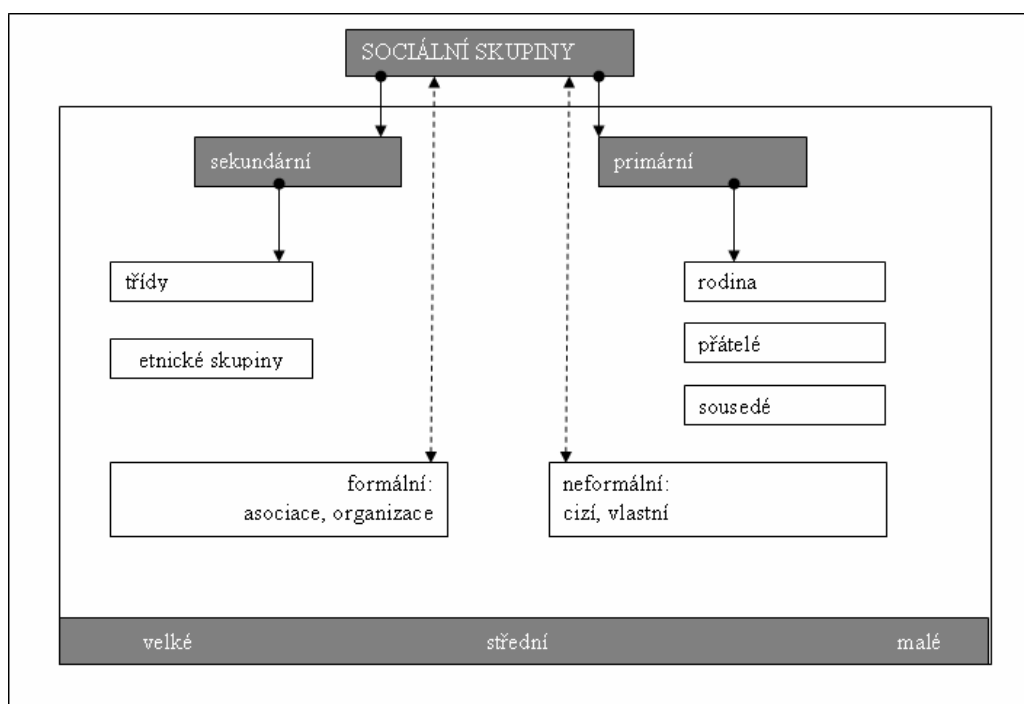 SOCIÁLNÍ SKUPINY
sekundární
primární
třídy
etnické skupiny
rodina
přátelé
sousedé
formální:
asociace, organizace
neformální:
cizí, vlastní
velké
střední
malé